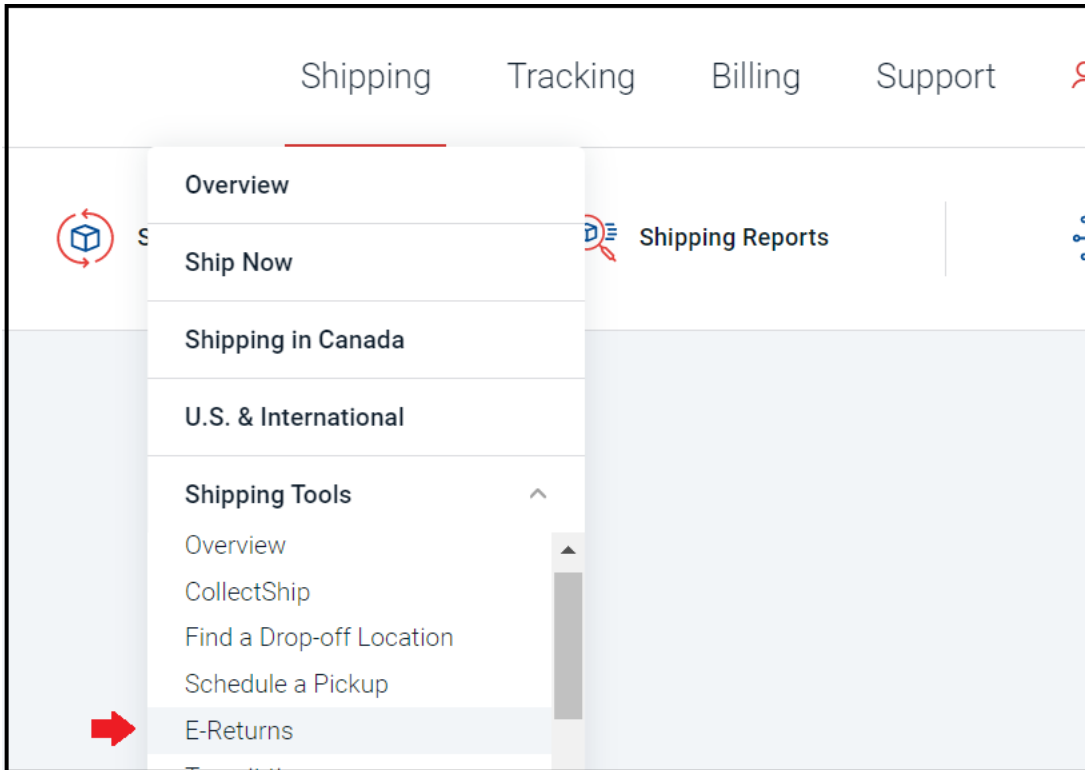 Shipping Tracking Billing Support
Overview
Ship Now
Shipping Reports
Shipping in Canada
U.S. & International
Shipping Tools
Overview
CollectShip
Find a Drop-off Location
Schedule a Pickup
E-Returns